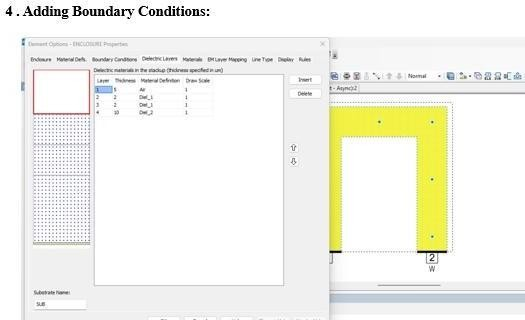 4 . Adding Boundary Conditions:
Element Options - ENCLOSURE Properties
Enclosure Material Defs. Boundary Conditions Dielectric Layers Materials EM Layer Mapping Line Type Display Rules
Dielectric materials in the stackup (thickness specified in um)
Layer Thickness Material Definition Draw Scale
1 5 Air 1
2 2 Diel_1 1
3 2 Diel_1 1
4 10 Diel_2 1
Insert
Delete
Normal
t - Async):2
2
W
Substrate Name:
SUB